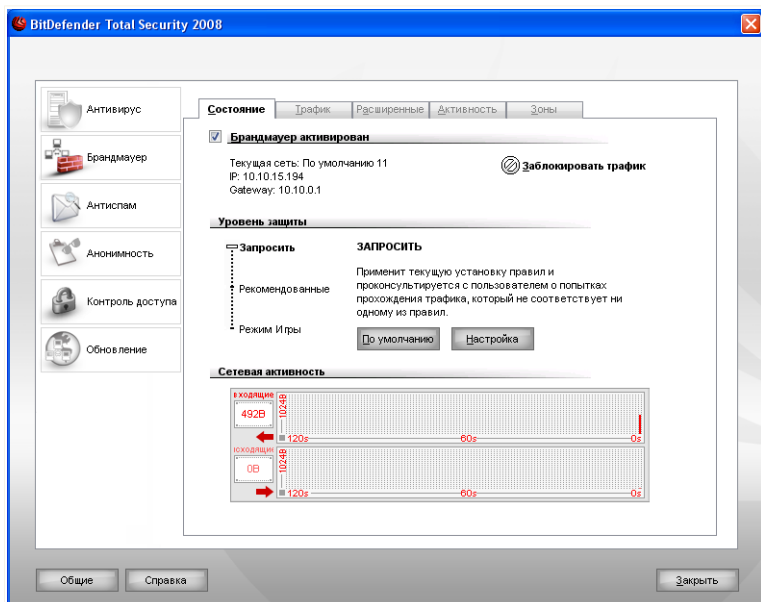 BitDefender Total Security 2008
Антивирус
Брандмауер
Антиспам
Анонимность
Контроль доступа
Обновление
Состояние
Трафик
Расширенные
Активность
Зоны
Брандмауер активирован
Текущая сеть: По умолчанию 11
IP: 10.10.15.194
Gateway: 10.10.0.1
Заблокировать трафик
Уровень защиты
Запросить
Рекомендованные
Режим Игры
ЗАПРОСИТЬ
Применит текущую установку правил и
проконсультируется с пользователем о попытках
прохождения трафика, который не соответствует ни
одному из правил.
По умолчанию
Настройка
Сетевая активность
входящие
492B
1024B
120s
60s
0s
исходящие
0B
1024B
120s
60s
0s
Общие
Справка
Закрыть